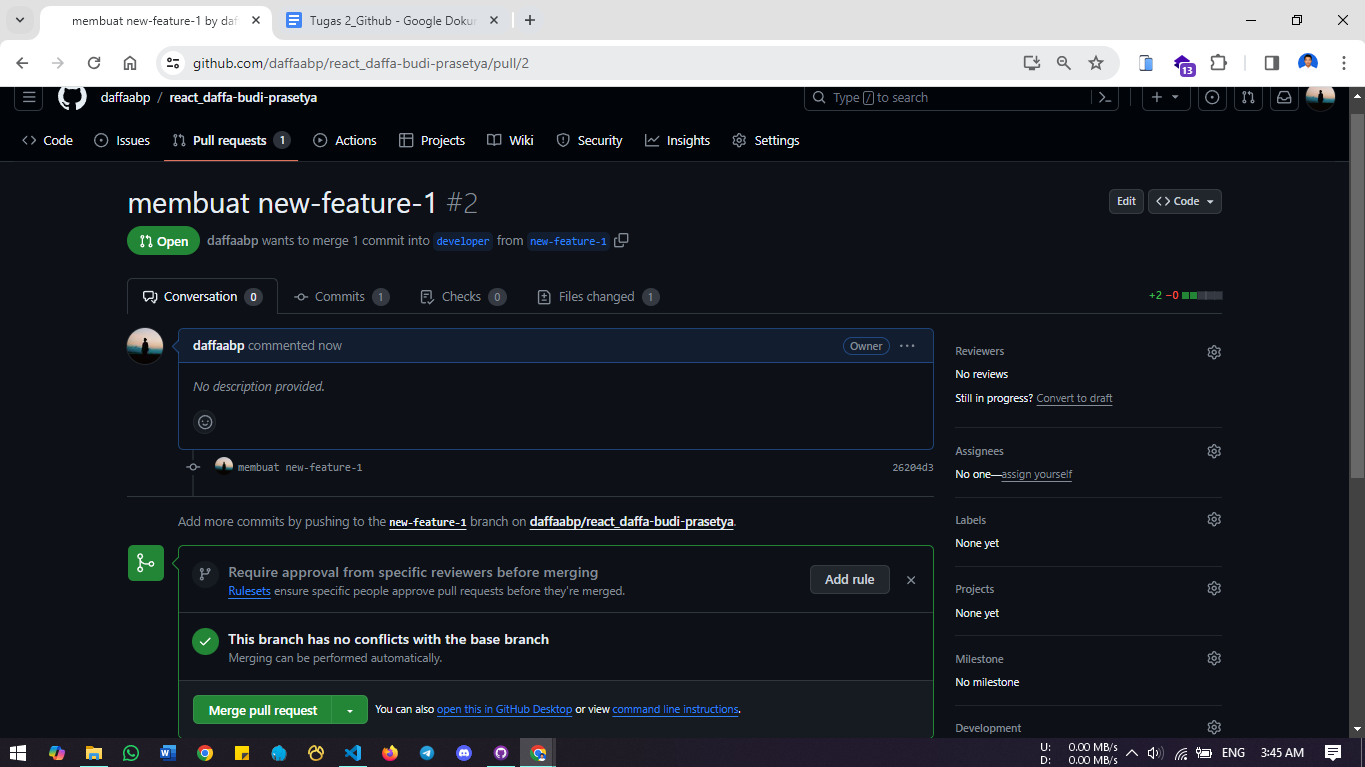 membuat new-feature-1 by daf
Tugas 2_Github - Google Dokum
github.com/daffaabp/react_daffa-budi-prasetya/pull/2
13
daffaabp / react_daffa-budi-prasetya
Type / to search
Code
Issues
Pull requests 1
Actions
Projects
Wiki
Security
Insights
Settings
membuat new-feature-1 #2
Edit
Code
Open
daffaabp wants to merge 1 commit into developer from new-feature-1
Conversation 0
Commits 1
Checks 0
Files changed 1
+2 −0
daffaabp commented now
Owner
No description provided.
membuat new-feature-1
26204d3
Add more commits by pushing to the new-feature-1 branch on daffaabp/react_daffa-budi-prasetya.
Require approval from specific reviewers before merging
Rulesets ensure specific people approve pull requests before they're merged.
Add rule
This branch has no conflicts with the base branch
Merging can be performed automatically.
Merge pull request
You can also open this in GitHub Desktop or view command line instructions.
Reviewers
No reviews
Still in progress? Convert to draft
Assignees
No one—assign yourself
Labels
None yet
Projects
None yet
Milestone
No milestone
Development
U: 0.00 MB/s
D: 0.00 MB/s
ENG
3:45 AM